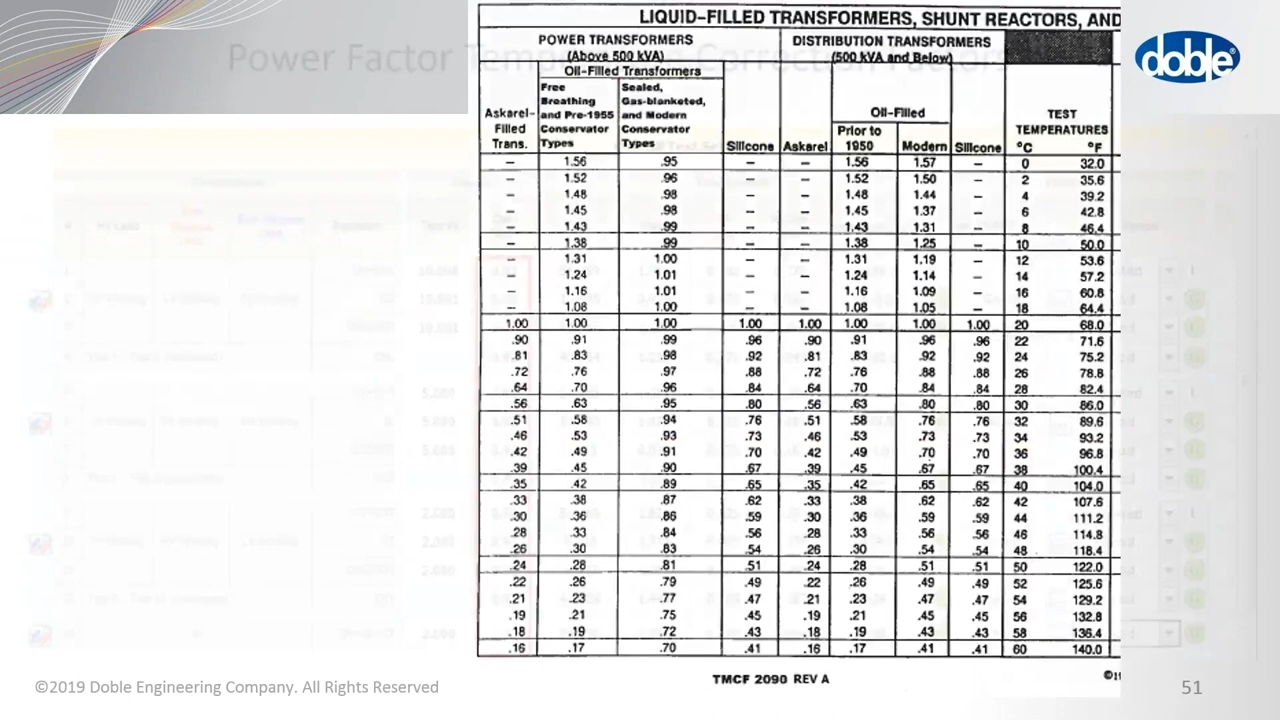 Power Factor Temperature Correction Factors
doble®
LIQUID–FILLED TRANSFORMERS, SHUNT REACTORS, AND
POWER TRANSFORMERS (Above 500 kVA) DISTRIBUTION TRANSFORMERS (500 kVA and Below)
Oil–Filled Transformers
Askarel– Filled Trans. Free Breathing and Pre–1955 Conservator Types Sealed, Gas–blanketed, and Modern Conservator Types Silicone Askarel Oil–Filled Prior to 1950 Modern Silicone TEST TEMPERATURES °C °F
– 1.56 .95 – – 1.56 1.57 – 0 32.0
– 1.52 .96 – – 1.52 1.50 – 2 35.6
– 1.48 .98 – – 1.48 1.44 – 4 39.2
– 1.45 .98 – – 1.45 1.37 – 6 42.8
– 1.43 .99 – – 1.43 1.31 – 8 46.4
– 1.38 .99 – – 1.38 1.25 – 10 50.0
– 1.31 1.00 – – 1.31 1.19 – 12 53.6
– 1.24 1.01 – – 1.24 1.14 – 14 57.2
– 1.16 1.01 – – 1.16 1.09 – 16 60.8
– 1.08 1.00 – – 1.08 1.05 – 18 64.4
1.00 1.00 1.00 1.00 1.00 1.00 1.00 1.00 20 68.0
.90 .91 .99 .96 .90 .91 .96 .96 22 71.6
.81 .83 .98 .92 .81 .83 .92 .92 24 75.2
.72 .76 .97 .88 .72 .76 .88 .88 26 78.8
.64 .70 .96 .84 .64 .70 .84 .84 28 82.4
.56 .63 .95 .80 .56 .63 .80 .80 30 86.0
.51 .58 .94 .76 .51 .58 .76 .76 32 89.6
.46 .53 .93 .73 .46 .53 .73 .73 34 93.2
.42 .49 .91 .70 .42 .49 .70 .70 36 96.8
.39 .45 .90 .67 .39 .45 .67 .67 38 100.4
.35 .42 .89 .65 .35 .42 .65 .65 40 104.0
.33 .38 .87 .62 .33 .38 .62 .62 42 107.6
.30 .36 .86 .59 .30 .36 .59 .59 44 111.2
.28 .33 .84 .56 .28 .33 .56 .56 46 114.8
.26 .30 .83 .54 .26 .30 .54 .54 48 118.4
.24 .28 .81 .51 .24 .28 .51 .51 50 122.0
.22 .26 .79 .49 .22 .26 .49 .49 52 125.6
.21 .23 .77 .47 .21 .23 .47 .47 54 129.2
.19 .21 .75 .45 .19 .21 .45 .45 56 132.8
.18 .19 .72 .43 .18 .19 .43 .43 58 136.4
.16 .17 .70 .41 .16 .17 .41 .41 60 140.0
TMCF 2090 REV A
©2019 Doble Engineering Company. All Rights Reserved
51